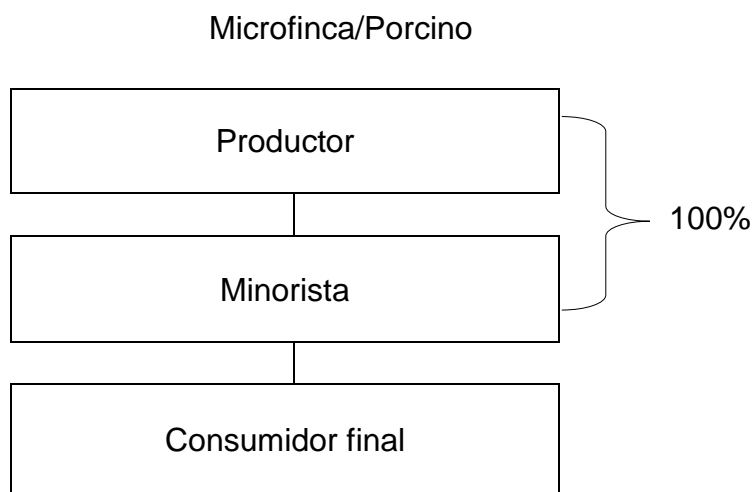 Microfinca/Porcino
Productor
100%
Minorista
Consumidor final